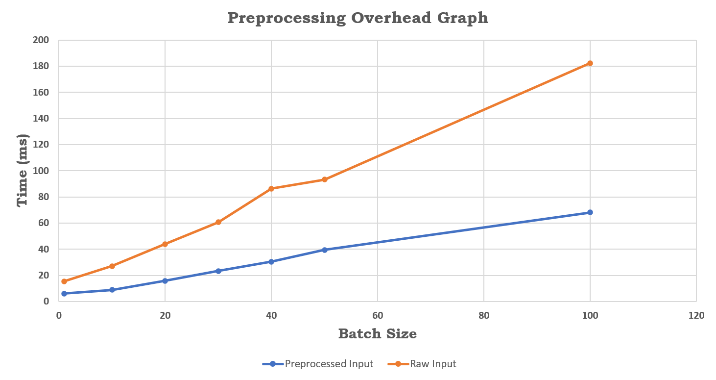 Preprocessing Overhead Graph
200
180
160
140
120
100
80
60
40
20
0
Time (ms)
0 20 40 60 80 100 120
Batch Size
Preprocessed Input Raw Input